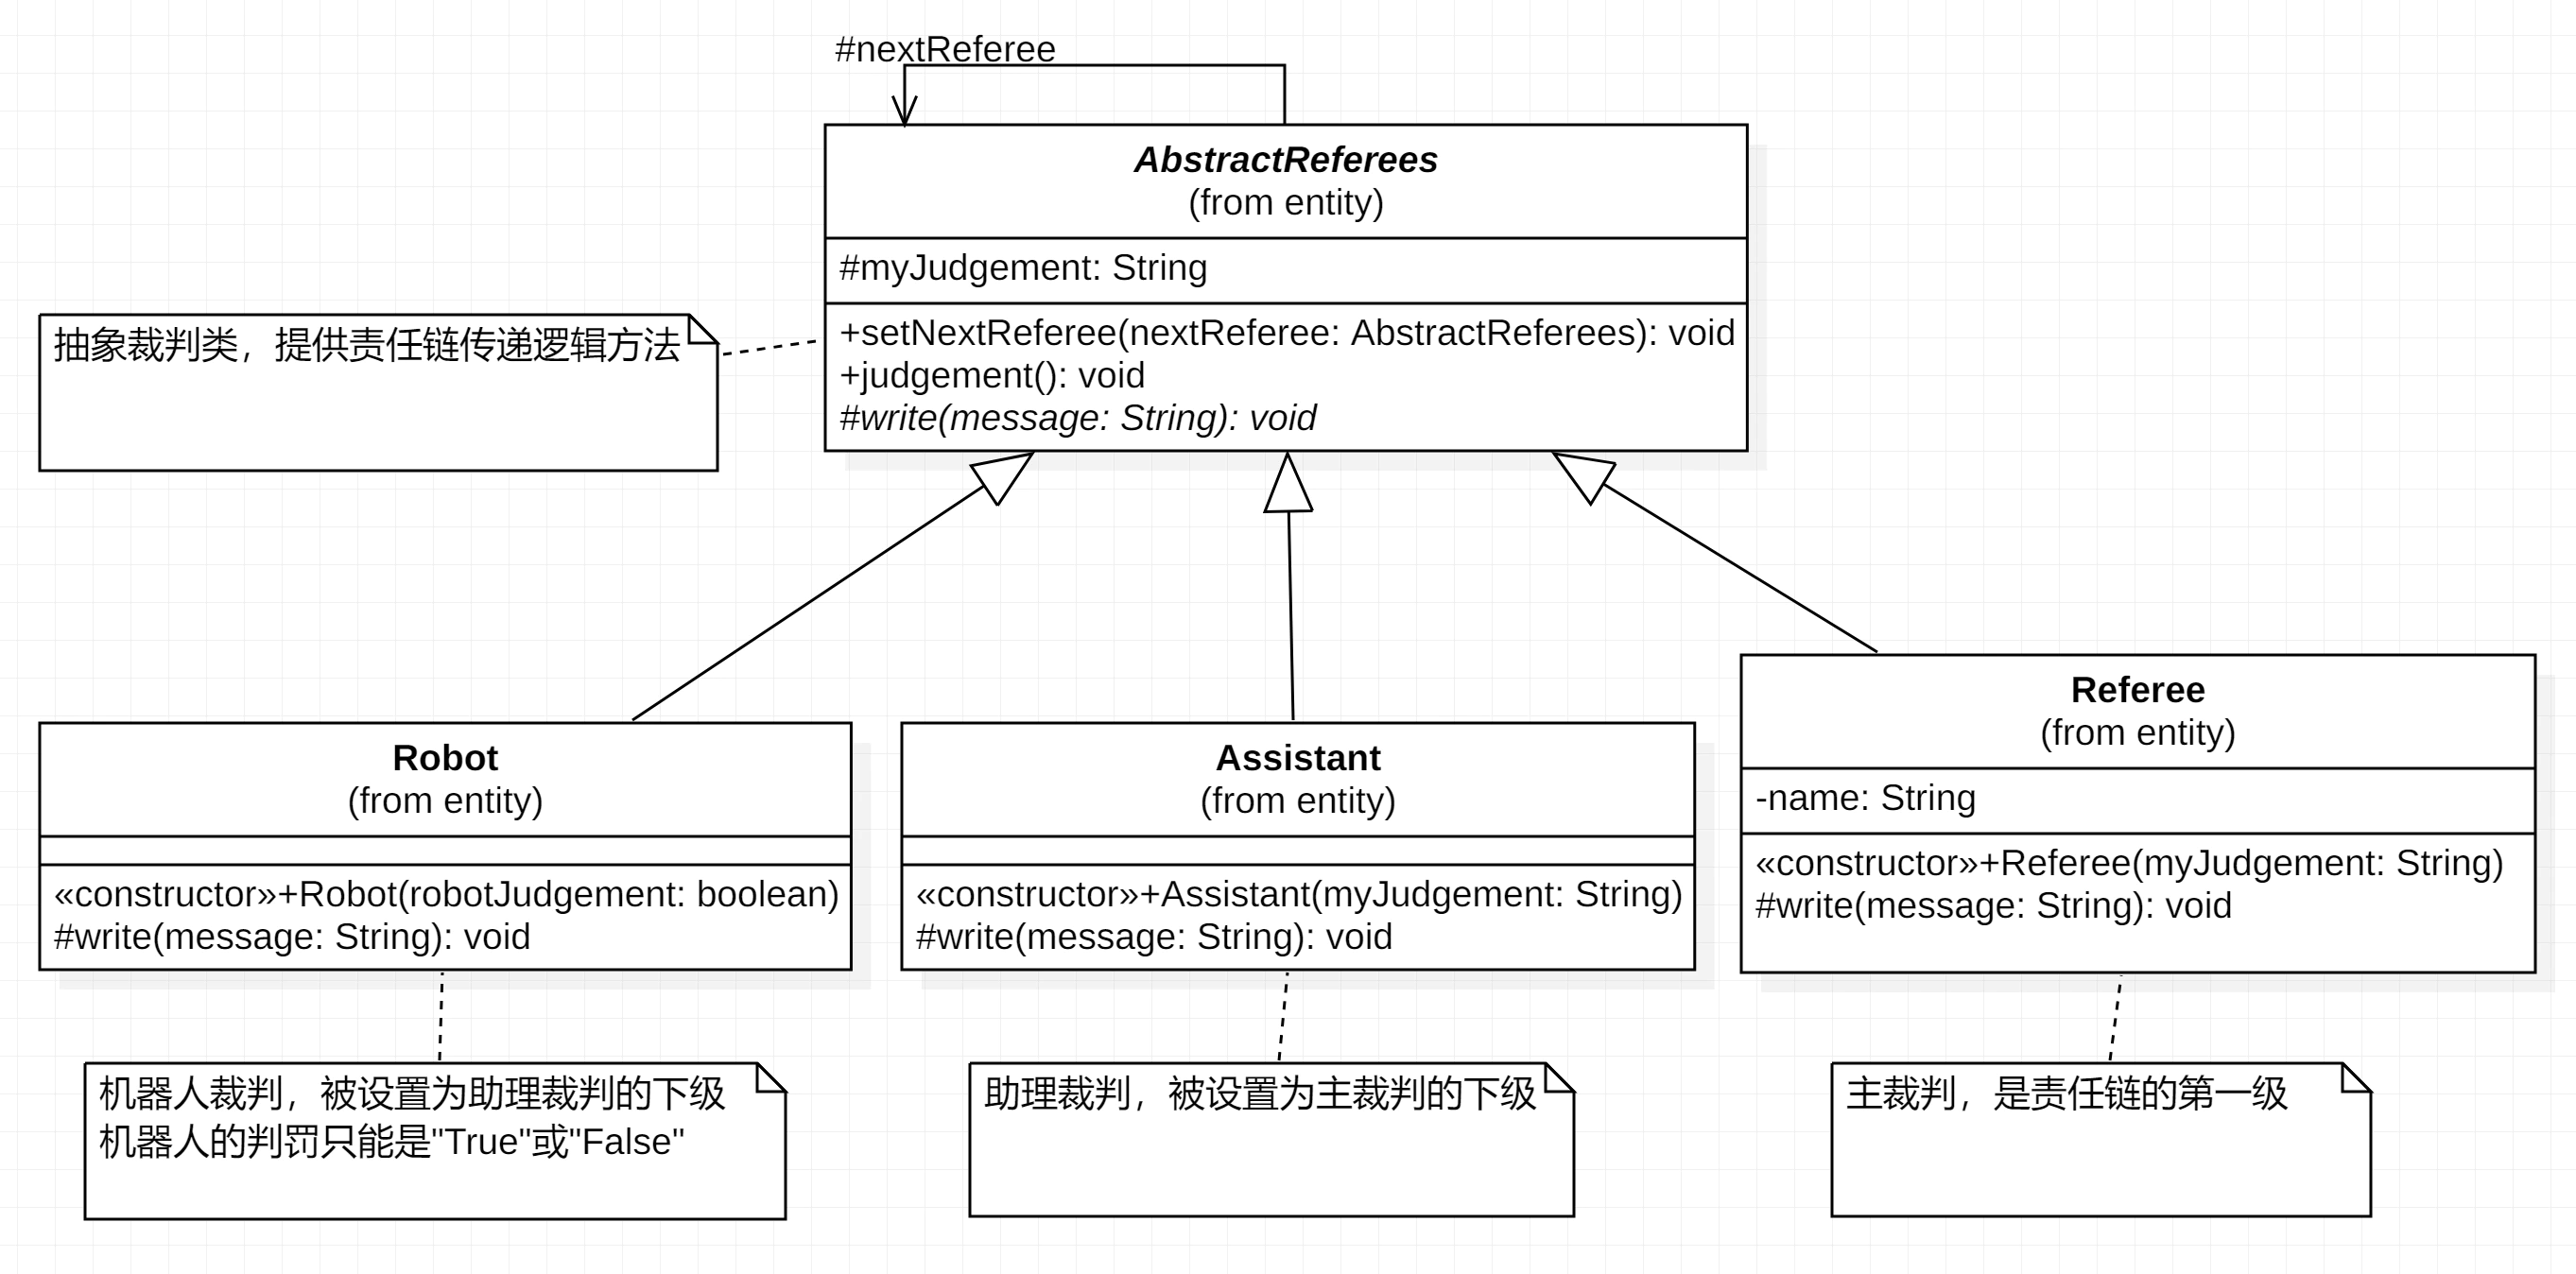 #nextReferee
AbstractReferees
(from entity)
#myJudgement: String
+setNextReferee(nextReferee: AbstractReferees): void
+judgement(): void
#write(message: String): void
抽象裁判类，提供责任链传递逻辑方法
Robot
(from entity)
«constructor»+Robot(robotJudgement: boolean)
#write(message: String): void
Assistant
(from entity)
«constructor»+Assistant(myJudgement: String)
#write(message: String): void
Referee
(from entity)
-name: String
«constructor»+Referee(myJudgement: String)
#write(message: String): void
机器人裁判，被设置为助理裁判的下级
机器人的判罚只能是"True"或"False"
助理裁判，被设置为主裁判的下级
主裁判，是责任链的第一级